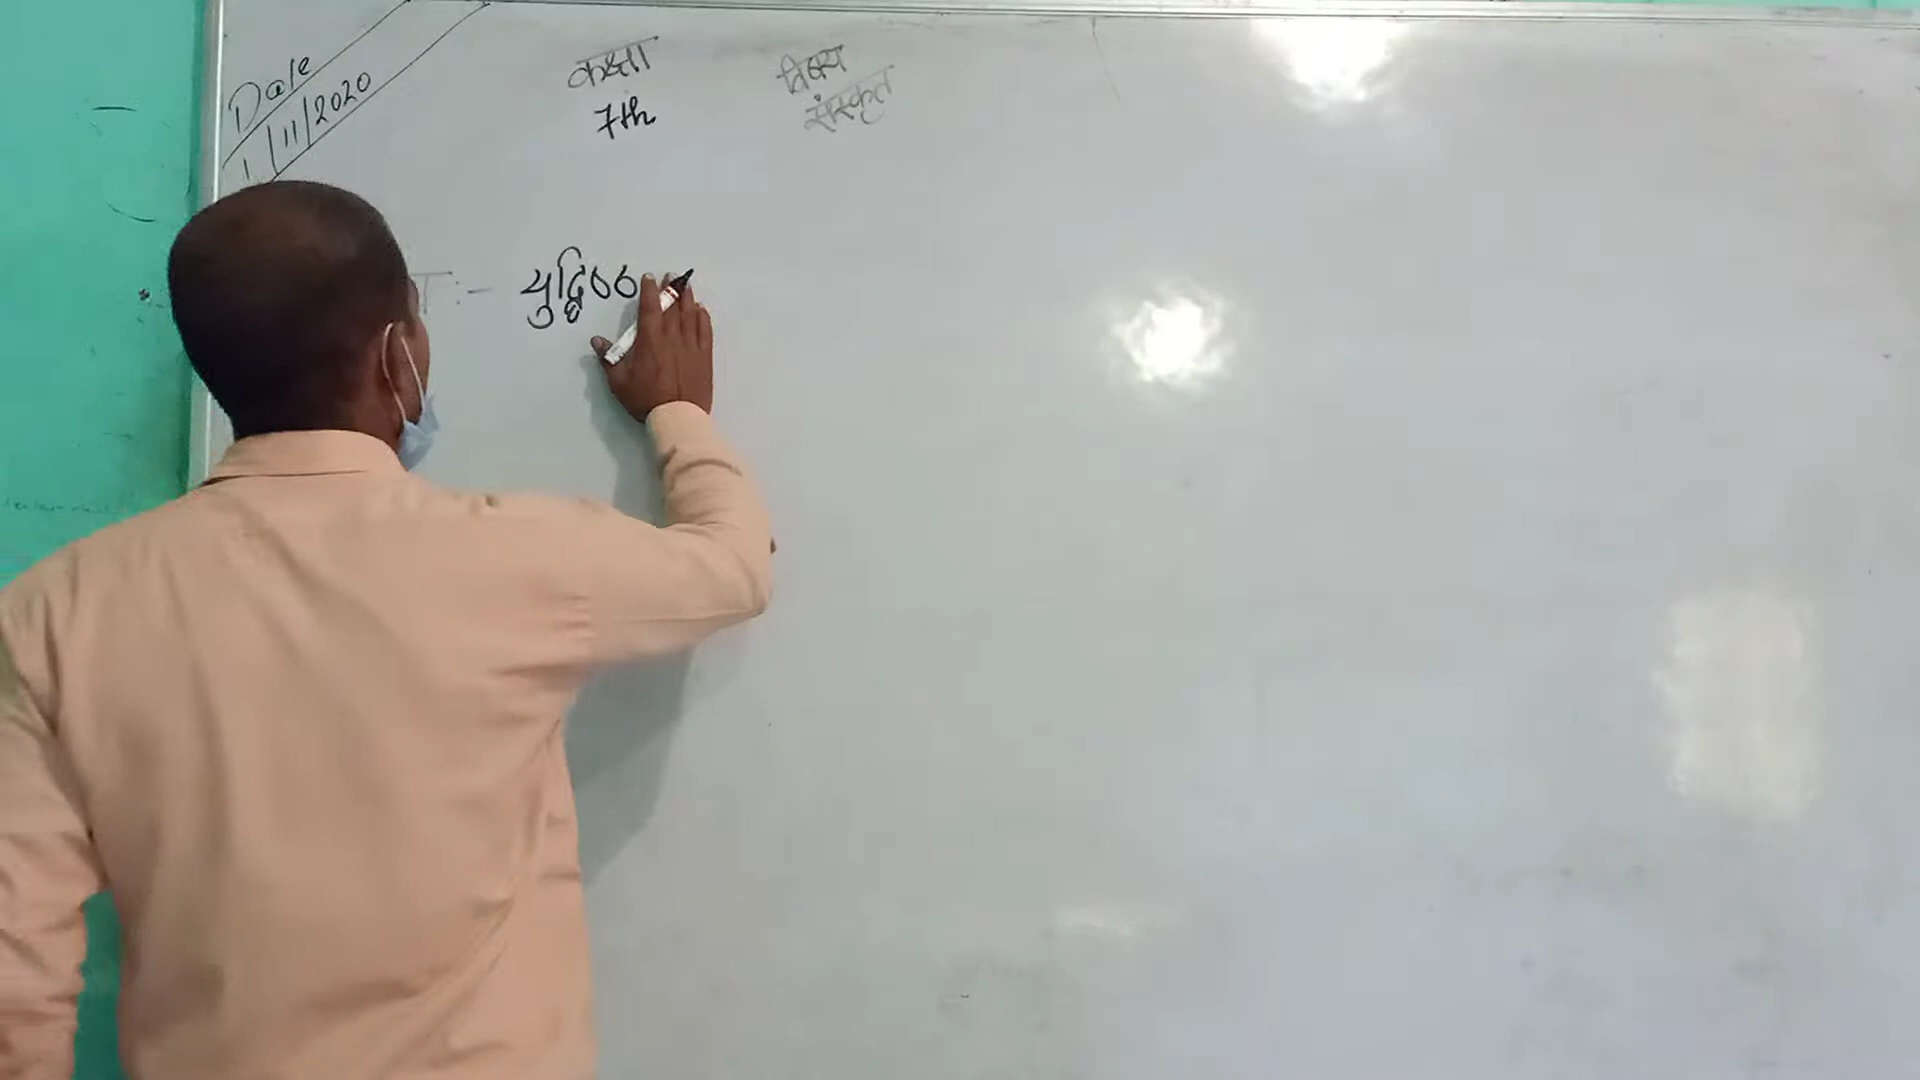 Date
1/11/2020
कक्षा
7th
विषय
संस्कृत
:-